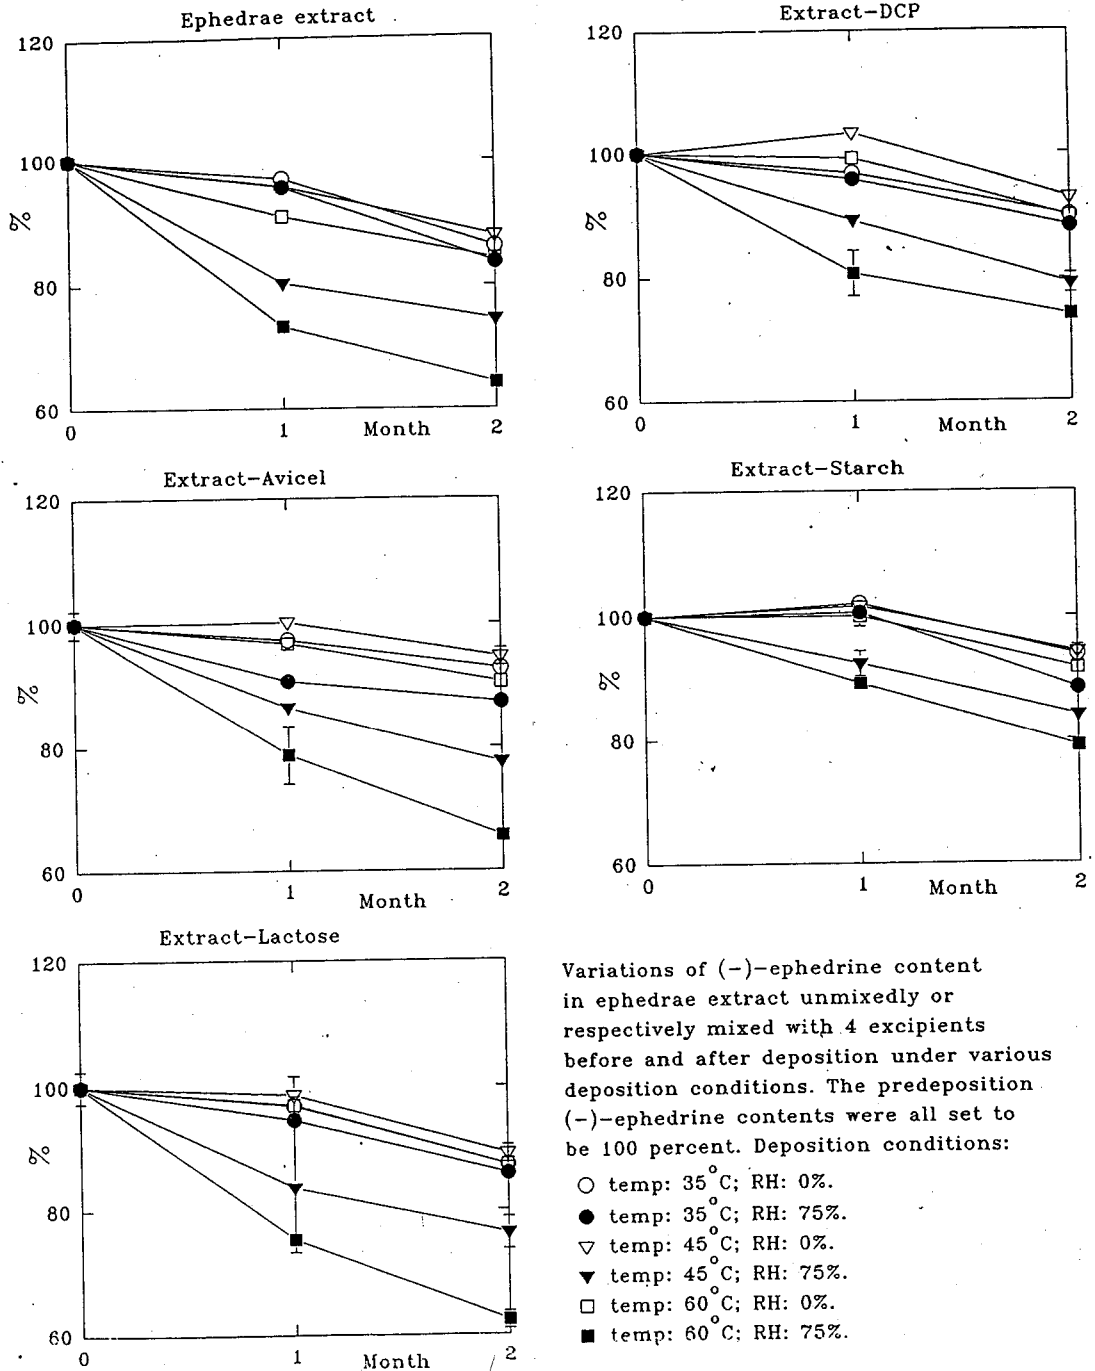 Ephedrae extract
120
100
%
80
60
0
1
Month
2
Extract-DCP
120
100
%
80
60
0
1
Month
2
Extract-Avicel
120
100
%
80
60
0
1
Month
2
Extract-Starch
120
100
%
80
60
0
1
Month
2
Extract-Lactose
120
100
%
80
60
0
1
Month
2
Variations of (-)-ephedrine content
in ephedrae extract unmixedly or
respectively mixed with 4 excipients
before and after deposition under various
deposition conditions. The predeposition
(-)-ephedrine contents were all set to
be 100 percent. Deposition conditions:
temp: 35°C; RH: 0%.
temp: 35°C; RH: 75%.
temp: 45°C; RH: 0%.
temp: 45°C; RH: 75%.
temp: 60°C; RH: 0%.
temp: 60°C; RH: 75%.